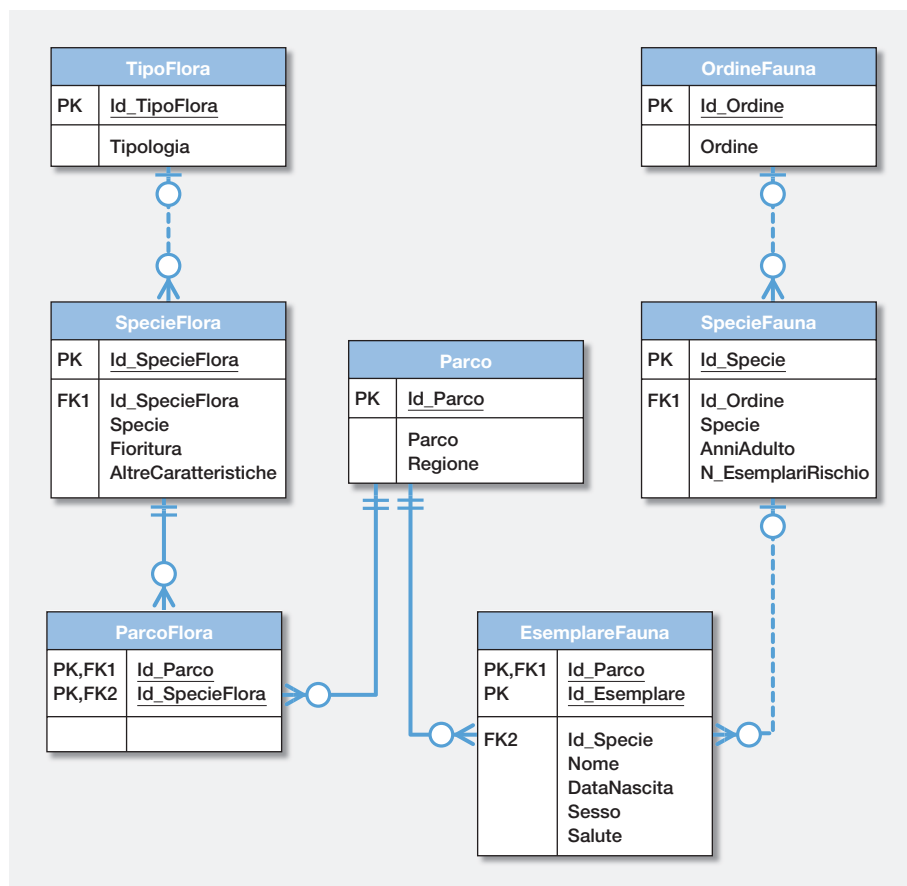 TipoFlora
PK Id_TipoFlora
Tipologia
OrdineFauna
PK Id_Ordine
Ordine
SpecieFlora
PK Id_SpecieFlora
FK1 Id_SpecieFlora
Specie
Fioritura
AltreCaratteristiche
Parco
PK Id_Parco
Parco
Regione
SpecieFauna
PK Id_Specie
FK1 Id_Ordine
Specie
AnniAdulto
N_EsemplariRischio
ParcoFlora
PK,FK1 Id_Parco
PK,FK2 Id_SpecieFlora
EsemplareFauna
PK,FK1 Id_Parco
PK Id_Esemplare
FK2 Id_Specie
Nome
DataNascita
Sesso
Salute